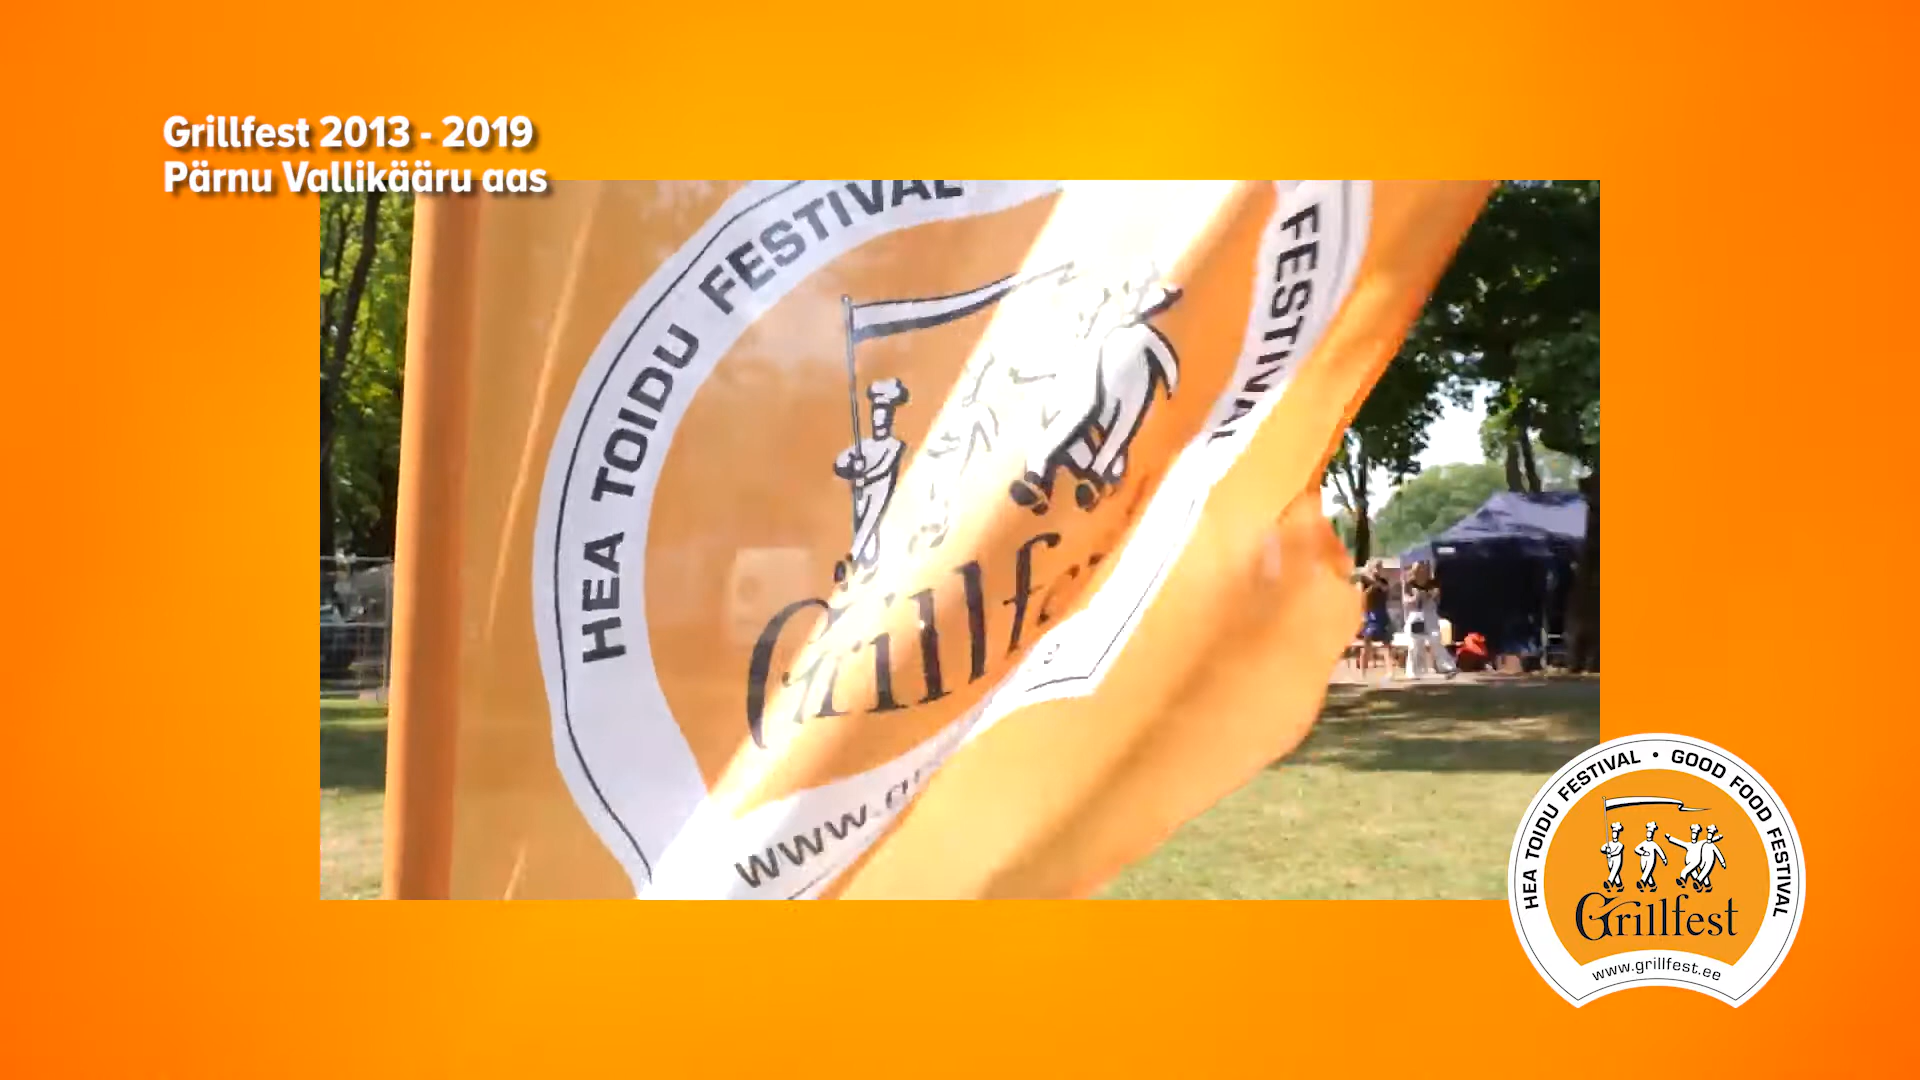 Grillfest 2013 - 2019
Pärnu Vallikääru aas
HEA TOIDU FESTIVAL
FESTIVAL
Grillfe
www.
HEA TOIDU FESTIVAL • GOOD FOOD FESTIVAL
Grillfest
www.grillfest.ee